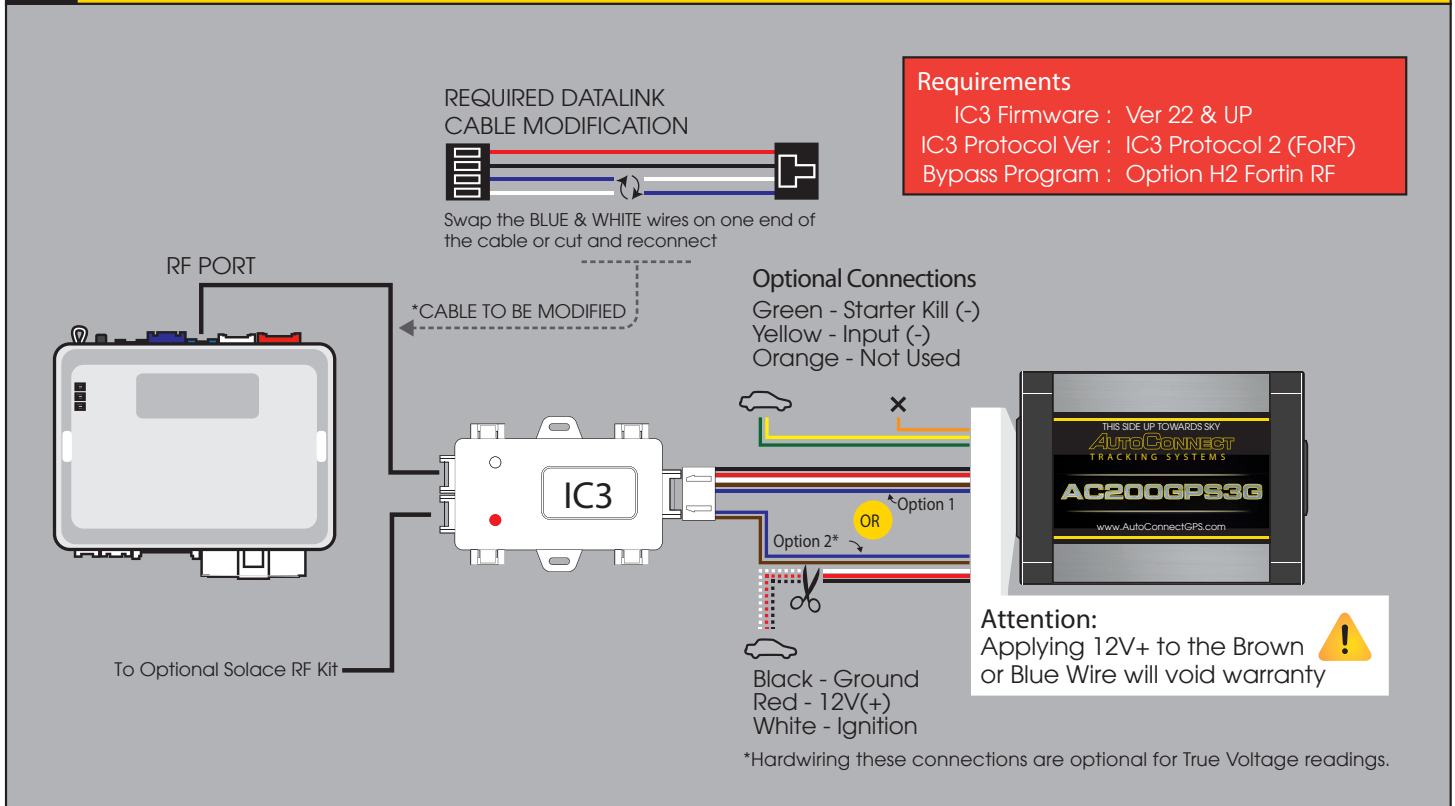 REQUIRED DATALINK
CABLE MODIFICATION
Swap the BLUE & WHITE wires on one end of
the cable or cut and reconnect
Requirements
IC3 Firmware : Ver 22 & UP
IC3 Protocol Ver : IC3 Protocol 2 (FoRF)
Bypass Program : Option H2 Fortin RF
RF PORT
*CABLE TO BE MODIFIED
Optional Connections
Green - Starter Kill (-)
Yellow - Input (-)
Orange - Not Used
IC3
Option 1
OR
Option 2*
THIS SIDE UP TOWARDS SKY
AUTOCONNECT
TRACKING SYSTEMS
AC200GPS3G
www.AutoConnectGPS.com
To Optional Solace RF Kit
Black - Ground
Red - 12V(+)
White - Ignition
Attention:
Applying 12V+ to the Brown
or Blue Wire will void warranty
!
*Hardwiring these connections are optional for True Voltage readings.